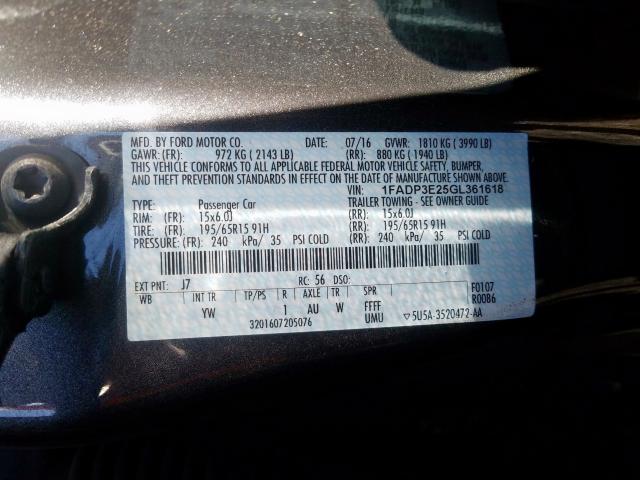 MFD. BY FORD MOTOR CO. DATE: 07/16 GVWR: 1810 KG ( 3990 LB)
GAWR: (FR): 972 KG ( 2143 LB) (RR): 880 KG ( 1940 LB)
THIS VEHICLE CONFORMS TO ALL APPLICABLE FEDERAL MOTOR VEHICLE SAFETY, BUMPER,
AND THEFT PREVENTION STANDARDS IN EFFECT ON THE DATE OF MANUFACTURE SHOWN ABOVE.
VIN: 1FADP3E25GL361618
TYPE: Passenger Car TRAILER TOWING - SEE OWNER GUIDE
RIM: (FR): 15x6.0J (RR): 15x6.0J
TIRE: (FR): 195/65R15 91H (RR): 195/65R15 91H
PRESSURE: (FR): 240 kPa/ 35 PSI COLD (RR): 240 kPa/ 35 PSI COLD
EXT PNT: J7 RC: 56 DSO: F0107
WB INT TR TP/PS R AXLE TR SPR R0086
YW 1 AU W FFFF
3201607205076 UMU ▽5U5A-3520472-AA